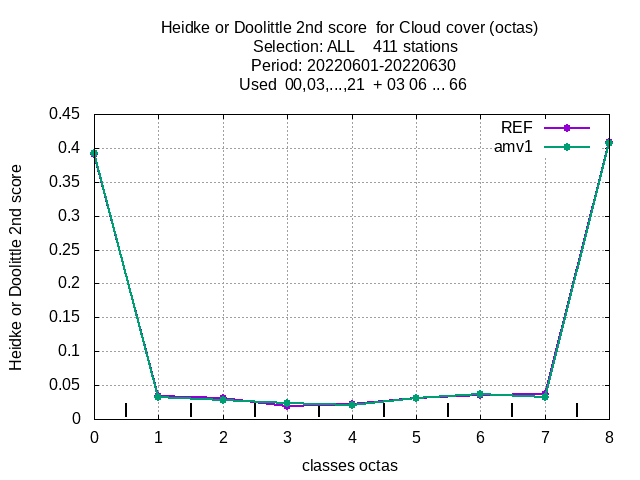 Heidke or Doolittle 2nd score  for Cloud cover (octas)
Selection: ALL    411 stations
Period: 20220601-20220630
Used  00,03,...,21  + 03 06 ... 66
REF
amv1
Heidke or Doolittle 2nd score
0.45
0.4
0.35
0.3
0.25
0.2
0.15
0.1
0.05
0
0 1 2 3 4 5 6 7 8
classes octas